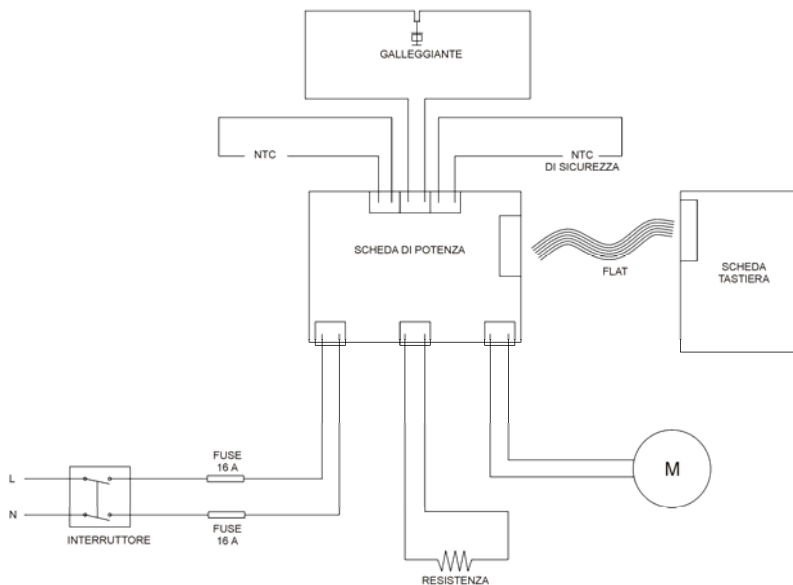 GALLEGGIANTE
NTC
NTC
DI SICUREZZA
SCHEDA DI POTENZA
FLAT
SCHEDA
TASTIERA
FUSE
16 A
L
M
N
FUSE
16 A
INTERRUTTORE
RESISTENZA